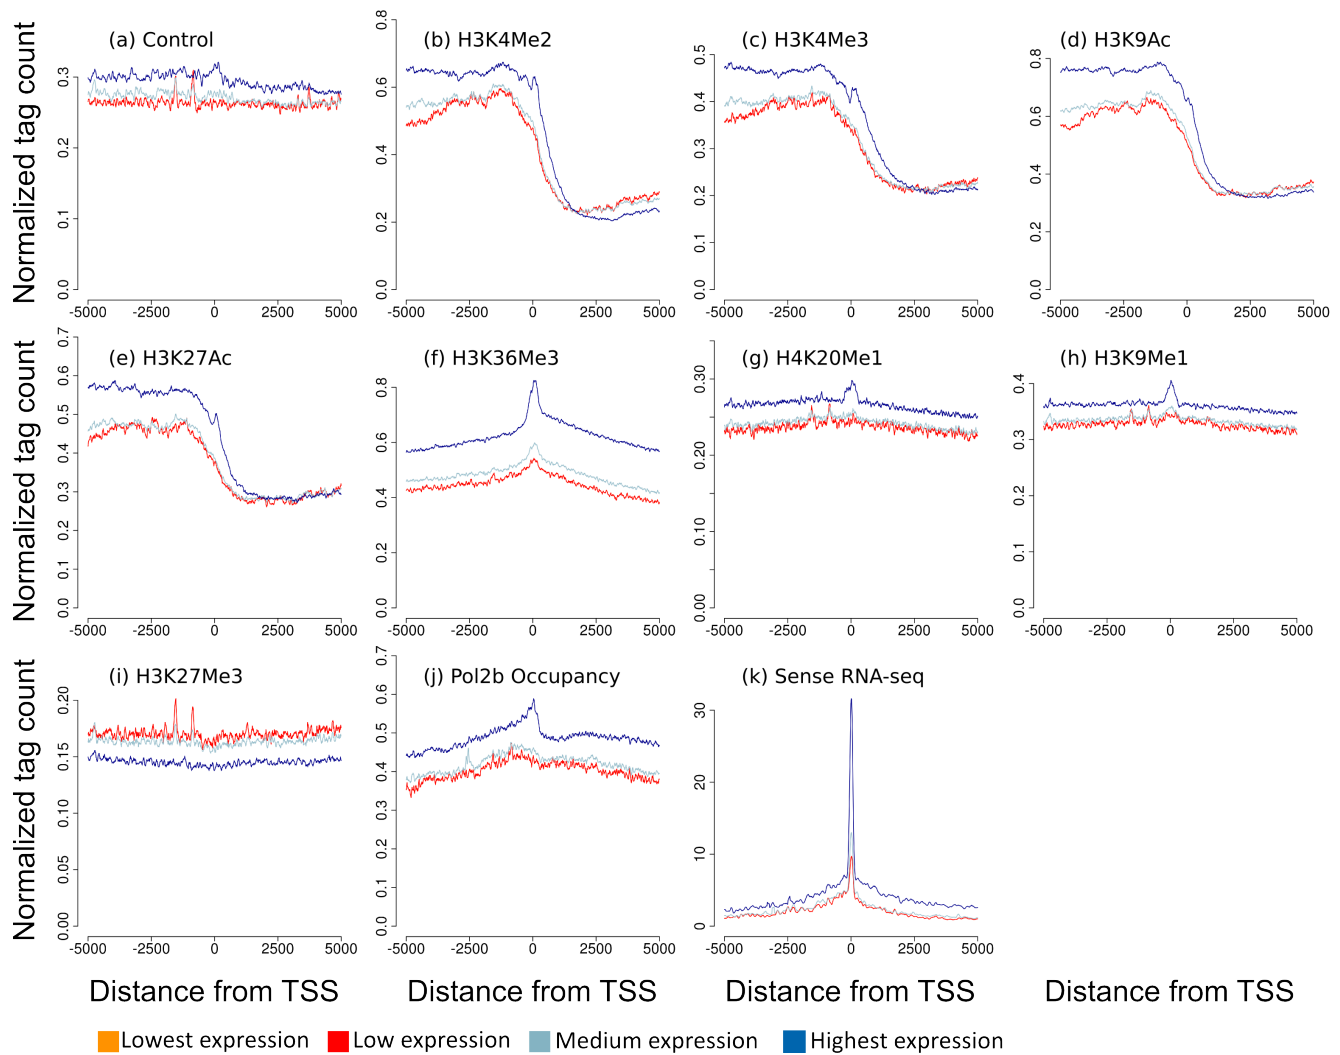 Normalized tag count
(a) Control
0.0 0.1 0.2 0.3
-5000 -2500 0 2500 5000
(b) H3K4Me2
0.0 0.2 0.4 0.6 0.8
-5000 -2500 0 2500 5000
(c) H3K4Me3
0.0 0.1 0.2 0.3 0.4 0.5
-5000 -2500 0 2500 5000
(d) H3K9Ac
0.0 0.2 0.4 0.6 0.8
-5000 -2500 0 2500 5000
Normalized tag count
(e) H3K27Ac
0.0 0.1 0.2 0.3 0.4 0.5 0.6 0.7
-5000 -2500 0 2500 5000
(f) H3K36Me3
0.0 0.2 0.4 0.6 0.8
-5000 -2500 0 2500 5000
(g) H4K20Me1
0.00 0.10 0.20 0.30
-5000 -2500 0 2500 5000
(h) H3K9Me1
0.0 0.1 0.2 0.3 0.4
-5000 -2500 0 2500 5000
Normalized tag count
(i) H3K27Me3
0.00 0.05 0.10 0.15 0.20
-5000 -2500 0 2500 5000
(j) Pol2b Occupancy
0.0 0.1 0.2 0.3 0.4 0.5 0.6 0.7
-5000 -2500 0 2500 5000
(k) Sense RNA-seq
0 10 20 30
-5000 -2500 0 2500 5000
Distance from TSS
Distance from TSS
Distance from TSS
Distance from TSS
Lowest expression
Low expression
Medium expression
Highest expression